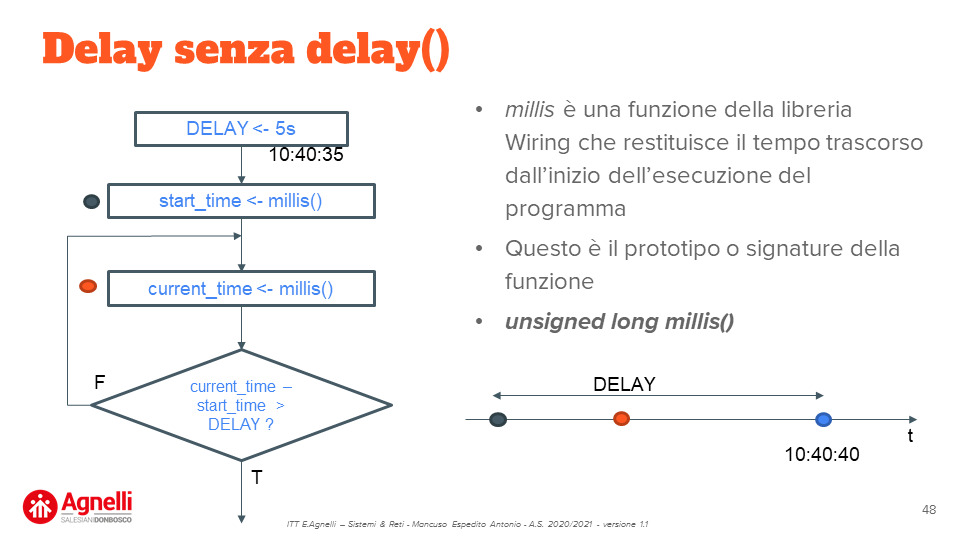 Delay senza delay()
DELAY <- 5s
10:40:35
start_time <- millis()
current_time <- millis()
F
current_time –
start_time >
DELAY ?
T
• millis è una funzione della libreria
Wiring che restituisce il tempo trascorso
dall'inizio dell'esecuzione del
programma
• Questo è il prototipo o signature della
funzione
• unsigned long millis()
DELAY
t
10:40:40
Agnelli
SALESIANI DONBOSCO
ITT E.Agnelli – Sistemi & Reti - Mancuso Espedito Antonio - A.S. 2020/2021 - versione 1.1
48